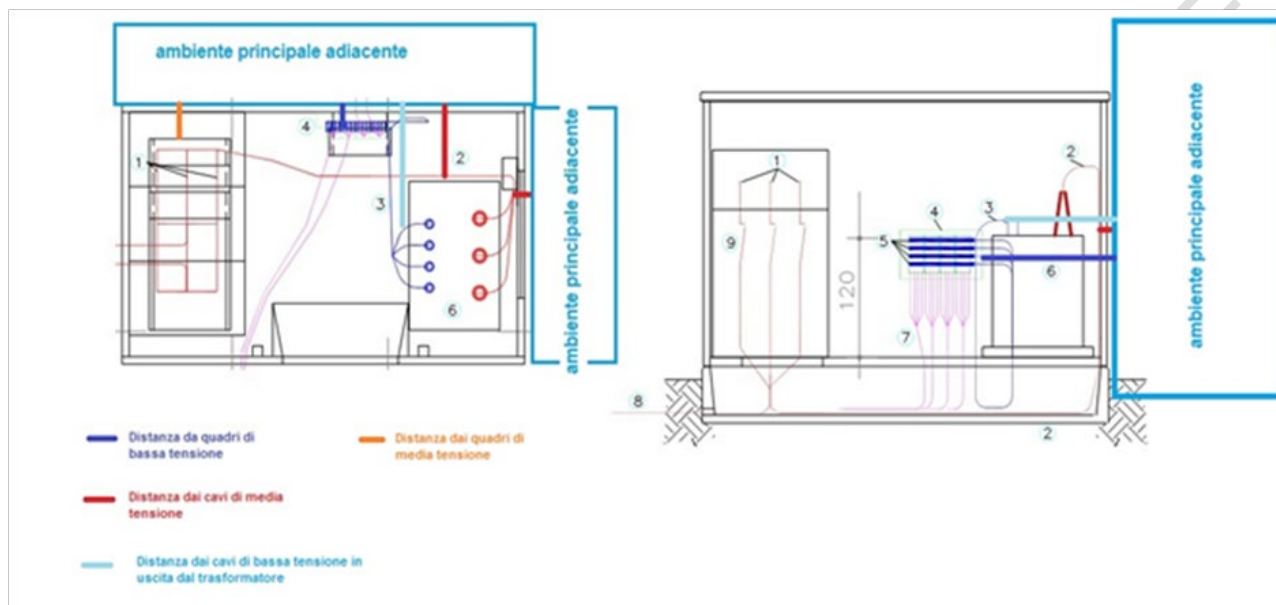 ambiente principale adiacente
4
1
2
3
6
ambiente principale adiacente
1
2
3
4
5
9
6
120
7
8
2
ambiente principale adiacente
Distanza da quadri di
bassa tensione
Distanza dai quadri di
media tensione
Distanza dai cavi di media
tensione
Distanza dai cavi di bassa tensione in
uscita dal trasformatore